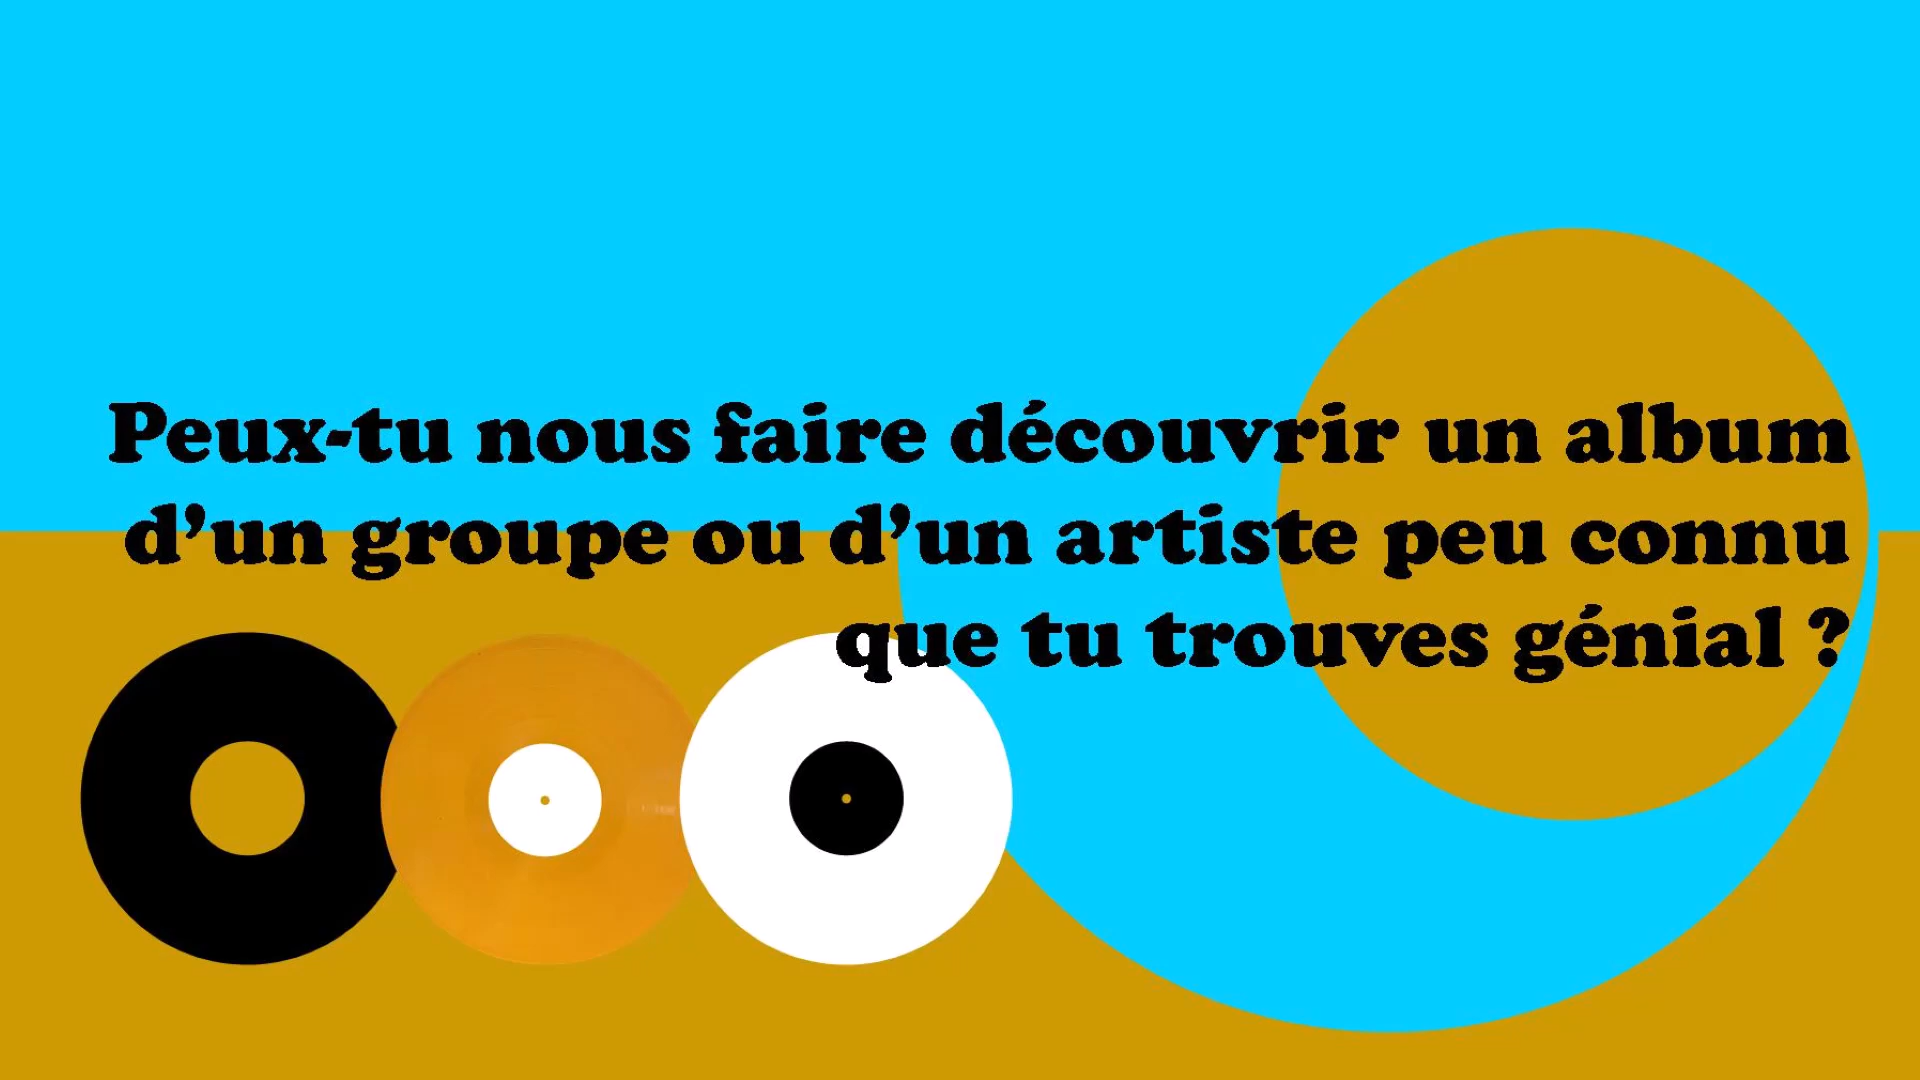 Peux-tu nous faire découvrir un album
d’un groupe ou d’un artiste peu connu
que tu trouves génial ?